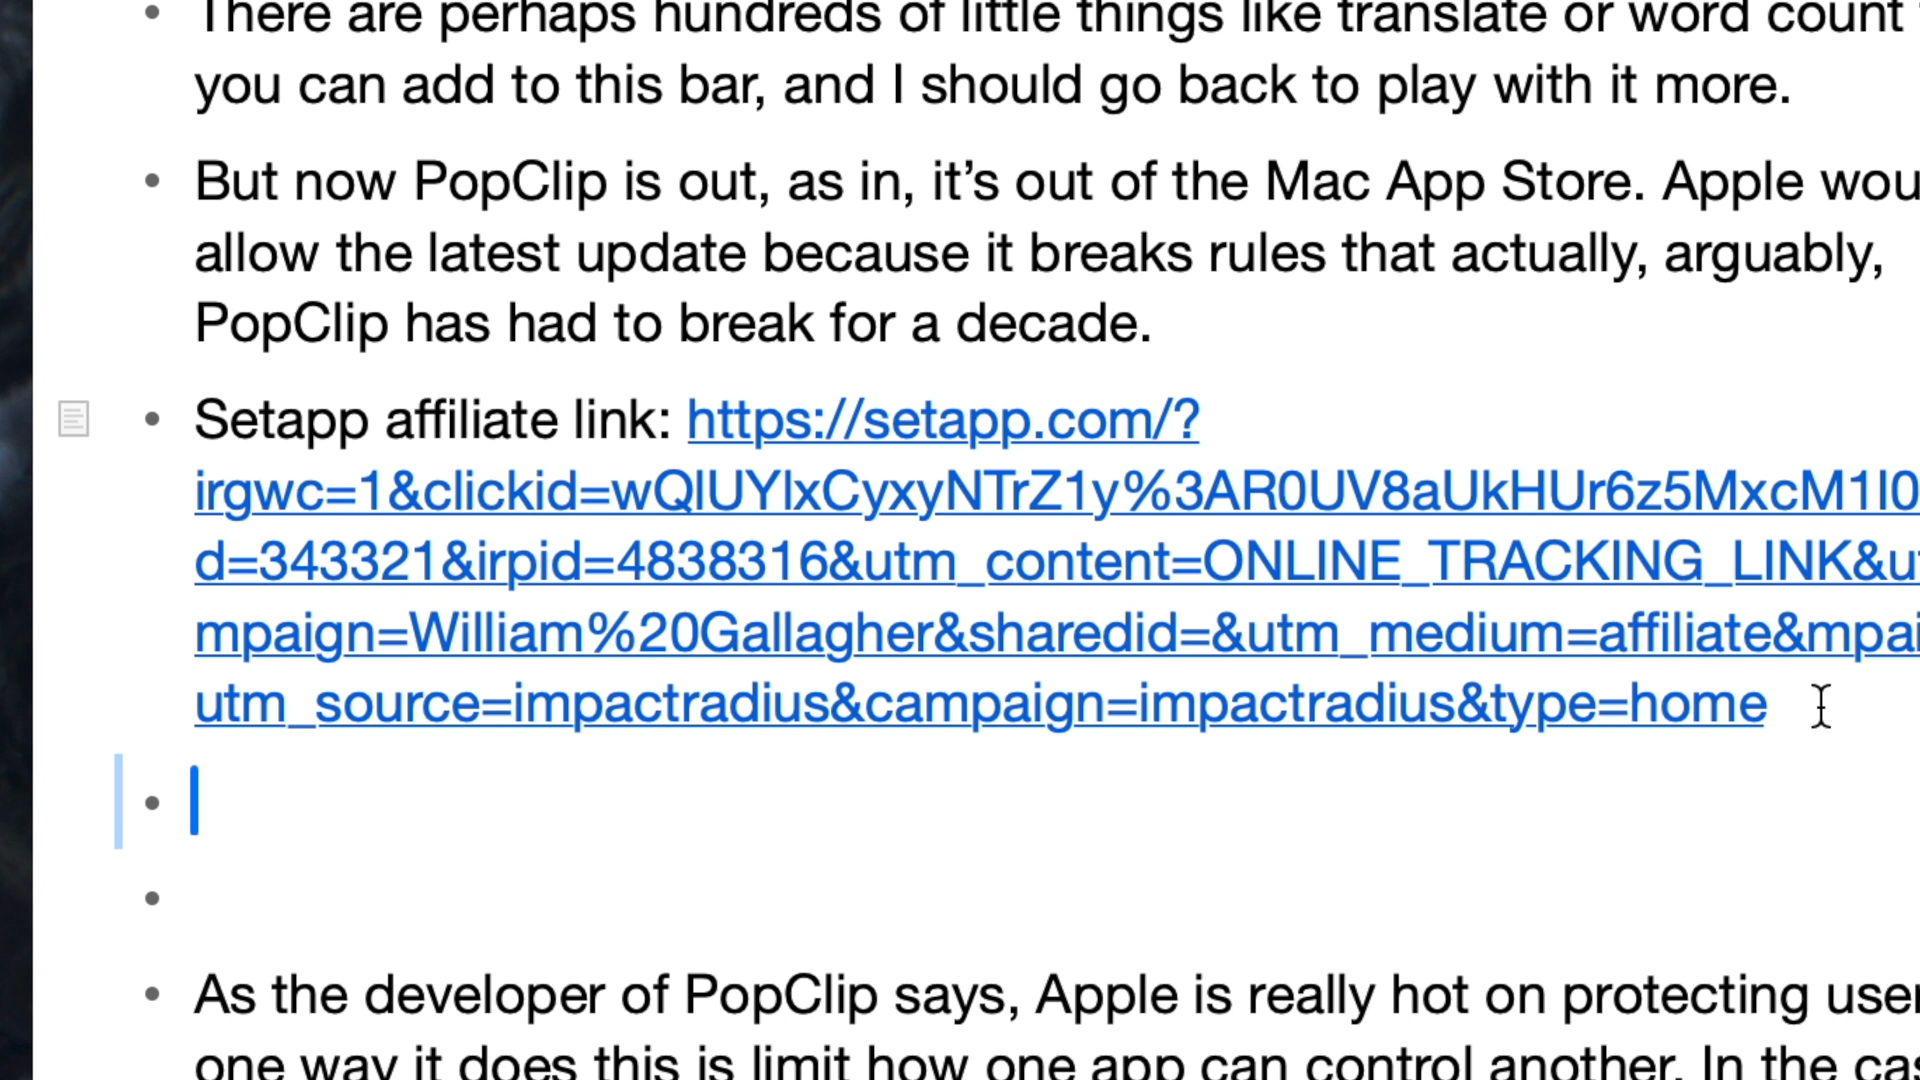 There are perhaps hundreds of little things like translate or word count
you can add to this bar, and I should go back to play with it more.
But now PopClip is out, as in, it’s out of the Mac App Store. Apple
allow the latest update because it breaks rules that actually, arguably,
PopClip has had to break for a decade.
Setapp affiliate link: https://setapp.com/?
irgwc=1&clickid=wQlUYlxCyxyNTrZ1y%3AR0UV8aUkHUr6z5MxcM1l0
d=343321&irpid=4838316&utm_content=ONLINE_TRACKING_LINK&ut
mpaign=William%20Gallagher&sharedid=&utm_medium=affiliate&mpai
utm_source=impactradius&campaign=impactradius&type=home
As the developer of PopClip says, Apple is really hot on protecting
one way it does this is limit how one app can control another. In the